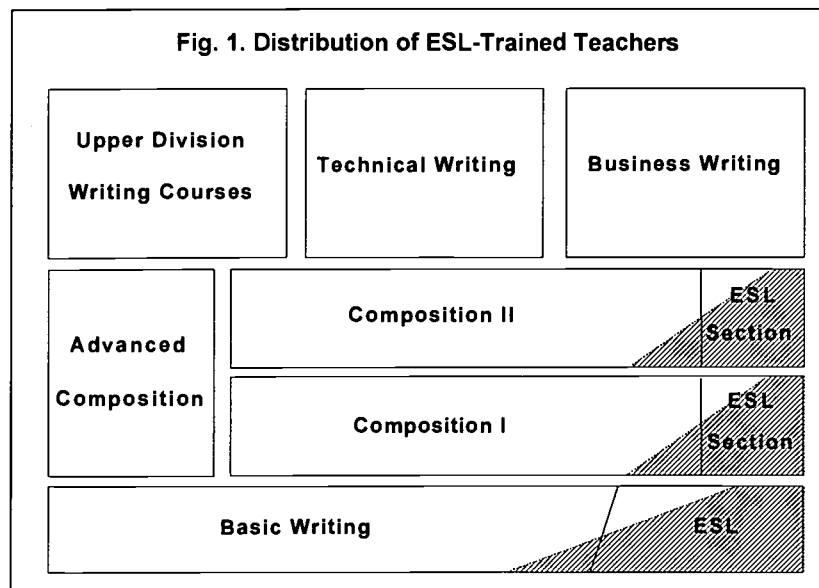 Fig. 1. Distribution of ESL-Trained Teachers
Upper Division
Writing Courses
Technical Writing
Business Writing
Advanced
Composition
Composition II
ESL
Section
Composition I
ESL
Section
Basic Writing
ESL